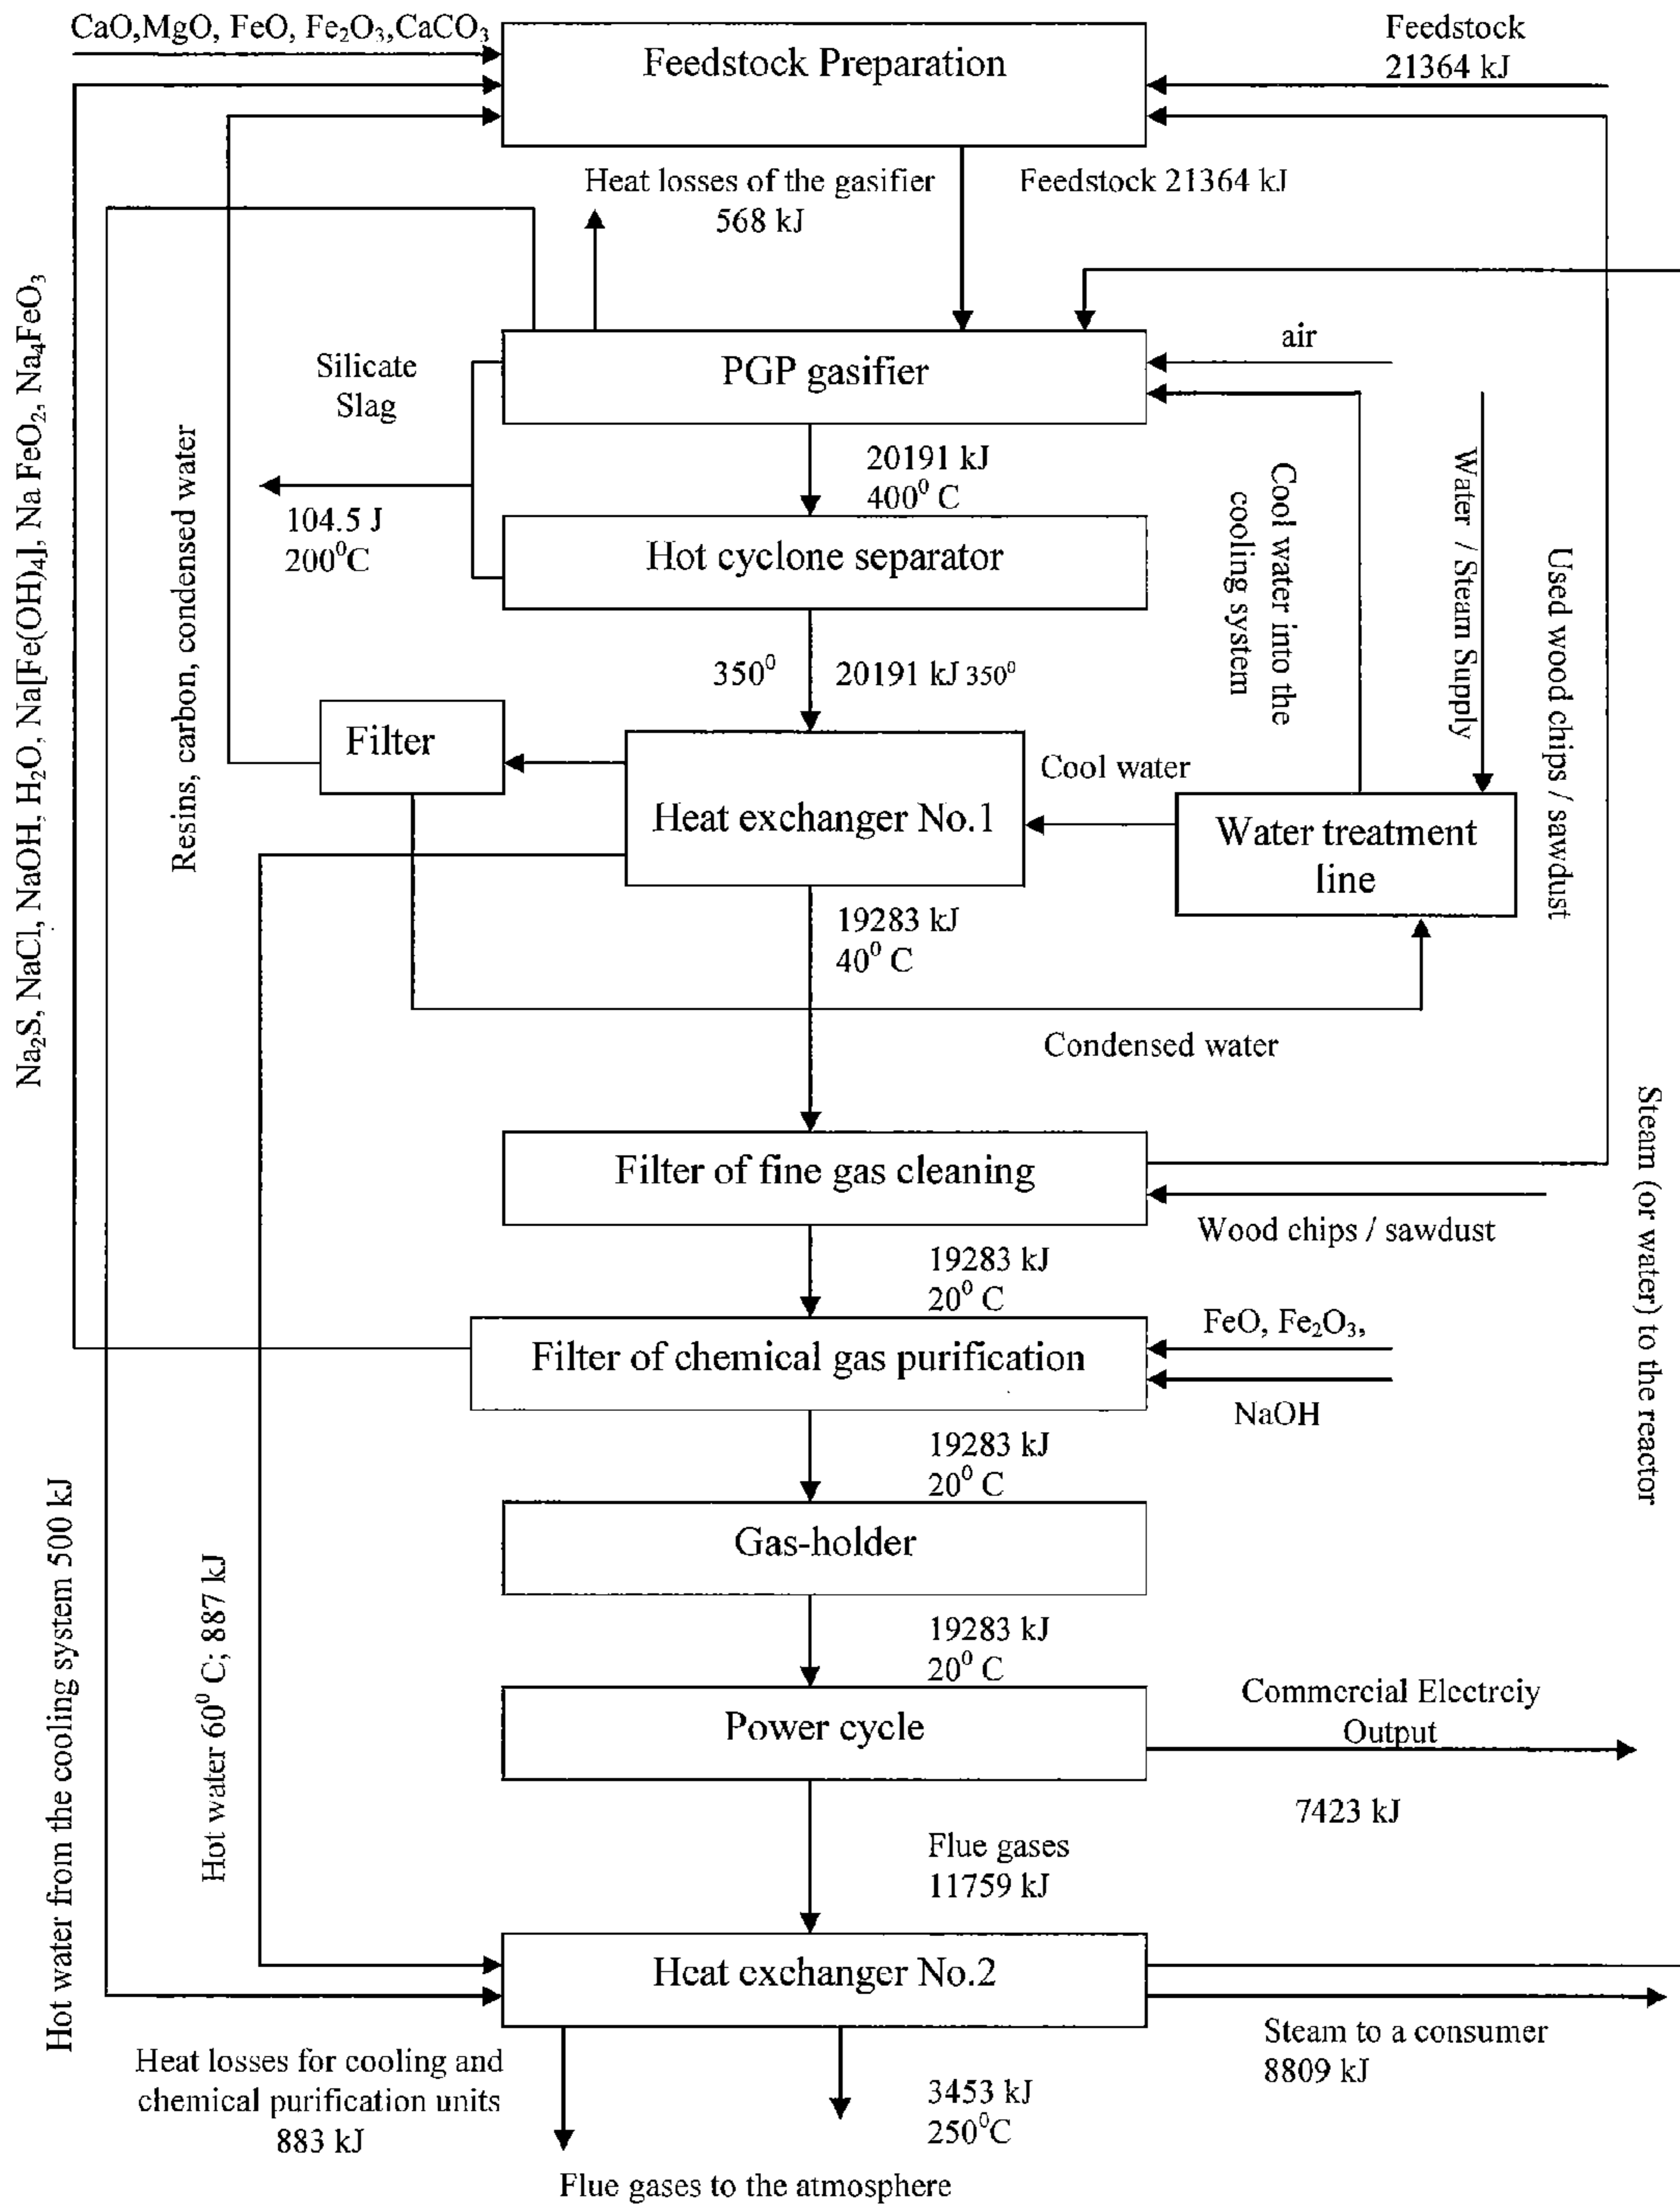 CaO,MgO, FeO, Fe₂O₃,CaCO₃
Feedstock Preparation
Feedstock
21364 kJ
Heat losses of the gasifier
568 kJ
Feedstock 21364 kJ
Na₂S, NaCl, NaOH, H₂O, Na[Fe(OH)₄], Na FeO₂, Na₄FeO₃
Resins, carbon, condensed water
Silicate
Slag
104.5 J
200⁰C
PGP gasifier
air
20191 kJ
400⁰ C
Hot cyclone separator
Cool water into the
cooling system
Water / Steam Supply
Used wood chips / sawdust
350⁰
20191 kJ 350⁰
Filter
Heat exchanger No.1
Cool water
Water treatment
line
19283 kJ
40⁰ C
Condensed water
Filter of fine gas cleaning
Wood chips / sawdust
Steam (or water) to the reactor
19283 kJ
20⁰ C
Filter of chemical gas purification
FeO, Fe₂O₃,
NaOH
19283 kJ
20⁰ C
Gas-holder
19283 kJ
20⁰ C
Hot water from the cooling system 500 kJ
Hot water 60⁰ C; 887 kJ
Power cycle
Commercial Electrciy
Output
7423 kJ
Flue gases
11759 kJ
Heat exchanger No.2
Steam to a consumer
8809 kJ
Heat losses for cooling and
chemical purification units
883 kJ
3453 kJ
250⁰C
Flue gases to the atmosphere